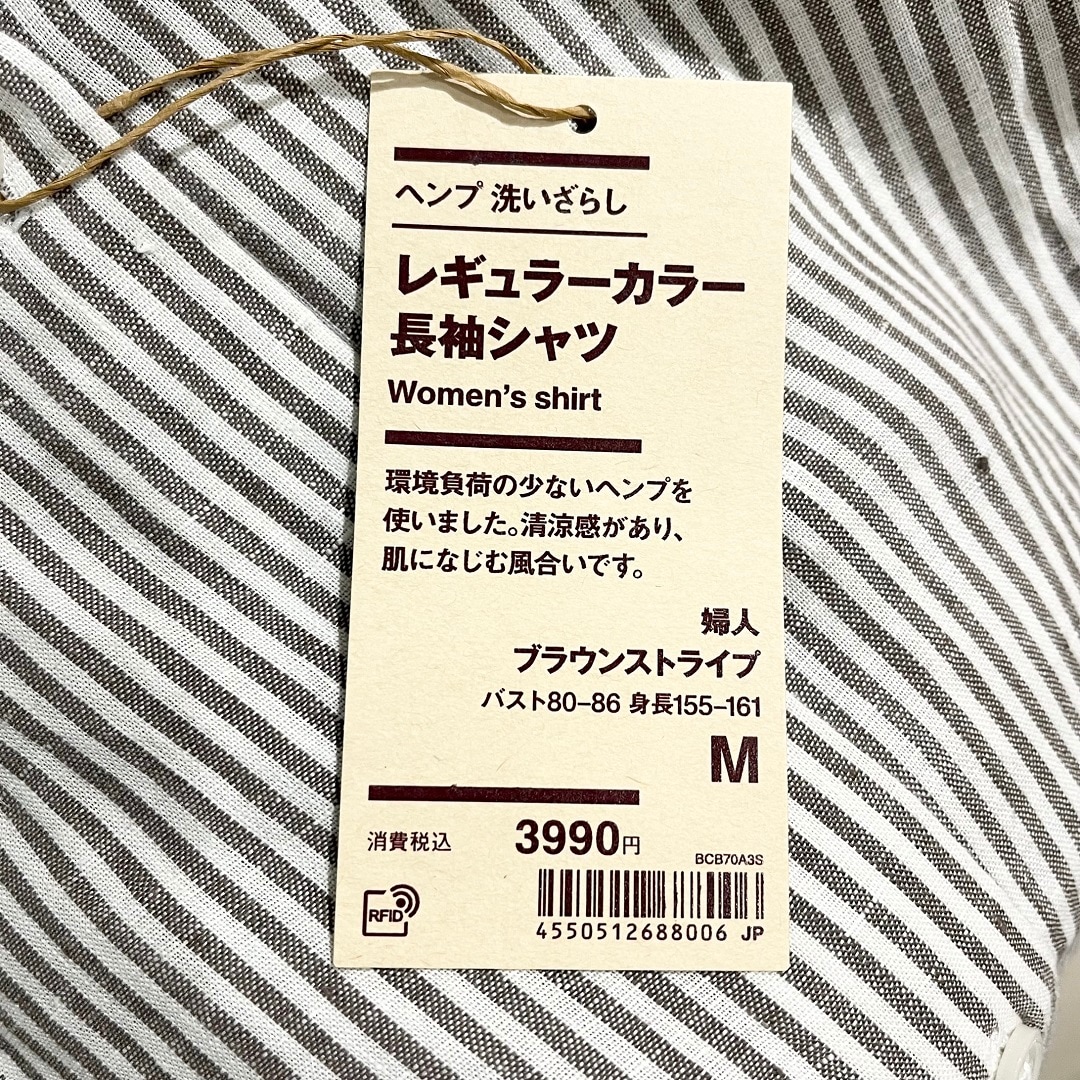 ヘンプ 洗いざらし
レギュラーカラー
長袖シャツ
Women's shirt
環境負荷の少ないヘンプを
使いました。清涼感があり、
肌になじむ風合いです。
婦人
ブラウンストライプ
バスト80–86 身長155–161
M
消費税込 3990円
BCB70A3S
RFID
4550512688006 JP